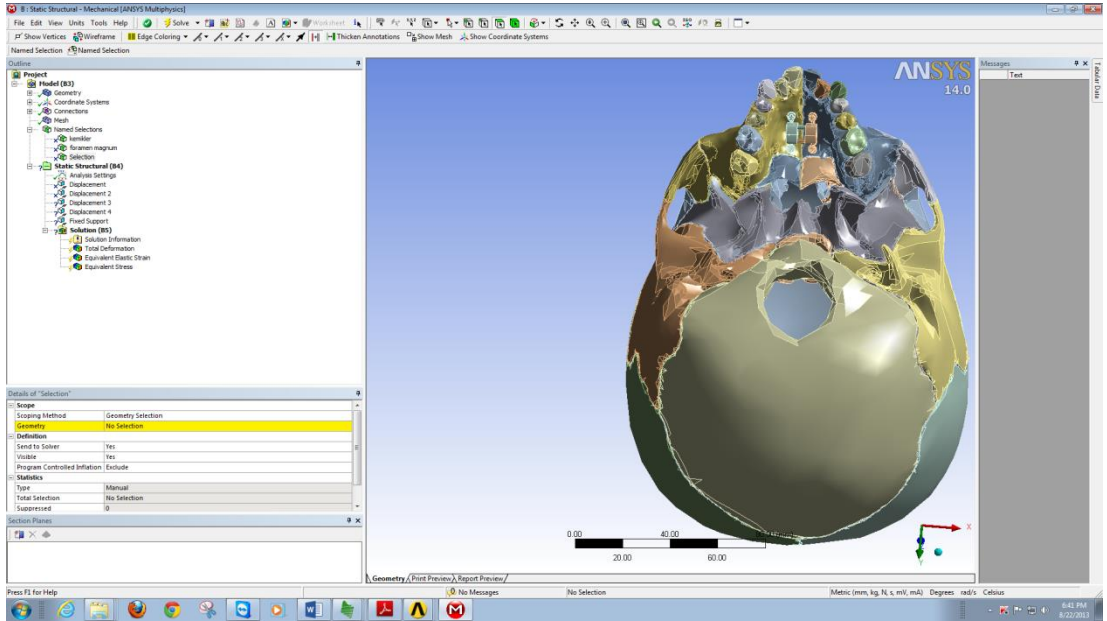 B : Static Structural - Mechanical [ANSYS Multiphysics]
File Edit View Units Tools Help Solve Worksheet
Show Vertices Wireframe Edge Coloring Thicken Annotations Show Mesh Show Coordinate Systems
Named Selection Named Selection
Outline
Project
Model (B3)
Geometry
Coordinate Systems
Connections
Mesh
Named Selections
kemikler
foramen magnum
Selection
Static Structural (B4)
Analysis Settings
Displacement
Displacement 2
Displacement 3
Displacement 4
Fixed Support
Solution (B5)
Solution Information
Total Deformation
Equivalent Elastic Strain
Equivalent Stress
Details of "Selection"
Scope
Scoping Method Geometry Selection
Geometry No Selection
Definition
Send to Solver Yes
Visible Yes
Program Controlled Inflation Exclude
Statistics
Type Manual
Total Selection No Selection
Suppressed 0
Section Planes
ANSYS
14.0
0.00 40.00
20.00 60.00
X
Y
Geometry Print Preview Report Preview
Messages
Text
Tabular Data
Press F1 for Help No Messages No Selection Metric (mm, kg, N, s, mV, mA) Degrees rad/s Celsius
6:41 PM
8/22/2013